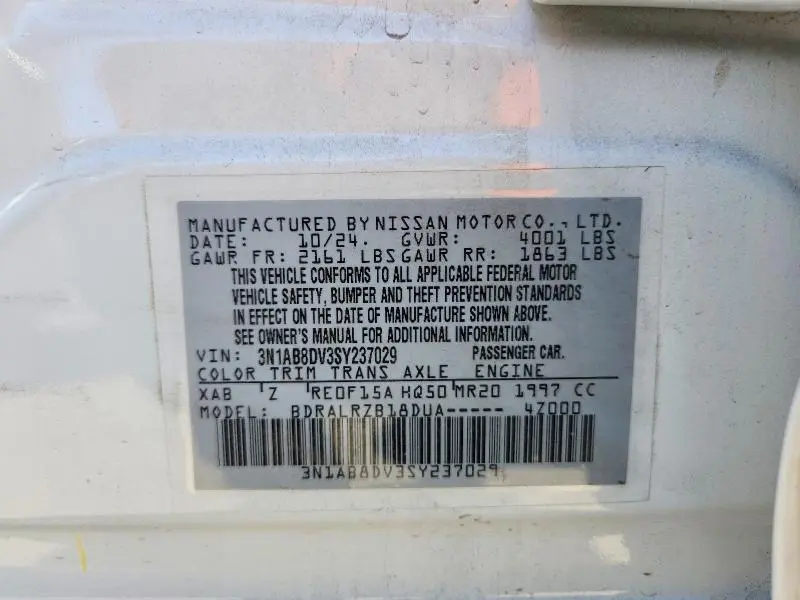 MANUFACTURED BY NISSAN MOTOR CO., LTD.
DATE: 10/24. GVWR: 4001 LBS
GAWR FR: 2161 LBS GAWR RR: 1863 LBS
THIS VEHICLE CONFORMS TO ALL APPLICABLE FEDERAL MOTOR
VEHICLE SAFETY, BUMPER AND THEFT PREVENTION STANDARDS
IN EFFECT ON THE DATE OF MANUFACTURE SHOWN ABOVE.
SEE OWNER'S MANUAL FOR ADDITIONAL INFORMATION.
VIN: 3N1AB8DV3SY237029 PASSENGER CAR.
COLOR TRIM TRANS AXLE ENGINE
XAB Z RE0F15A HQ50 MR20 1997 CC
MODEL: BDRALRZB18DUA----- 4Z000
3N1AB8DV3SY237029